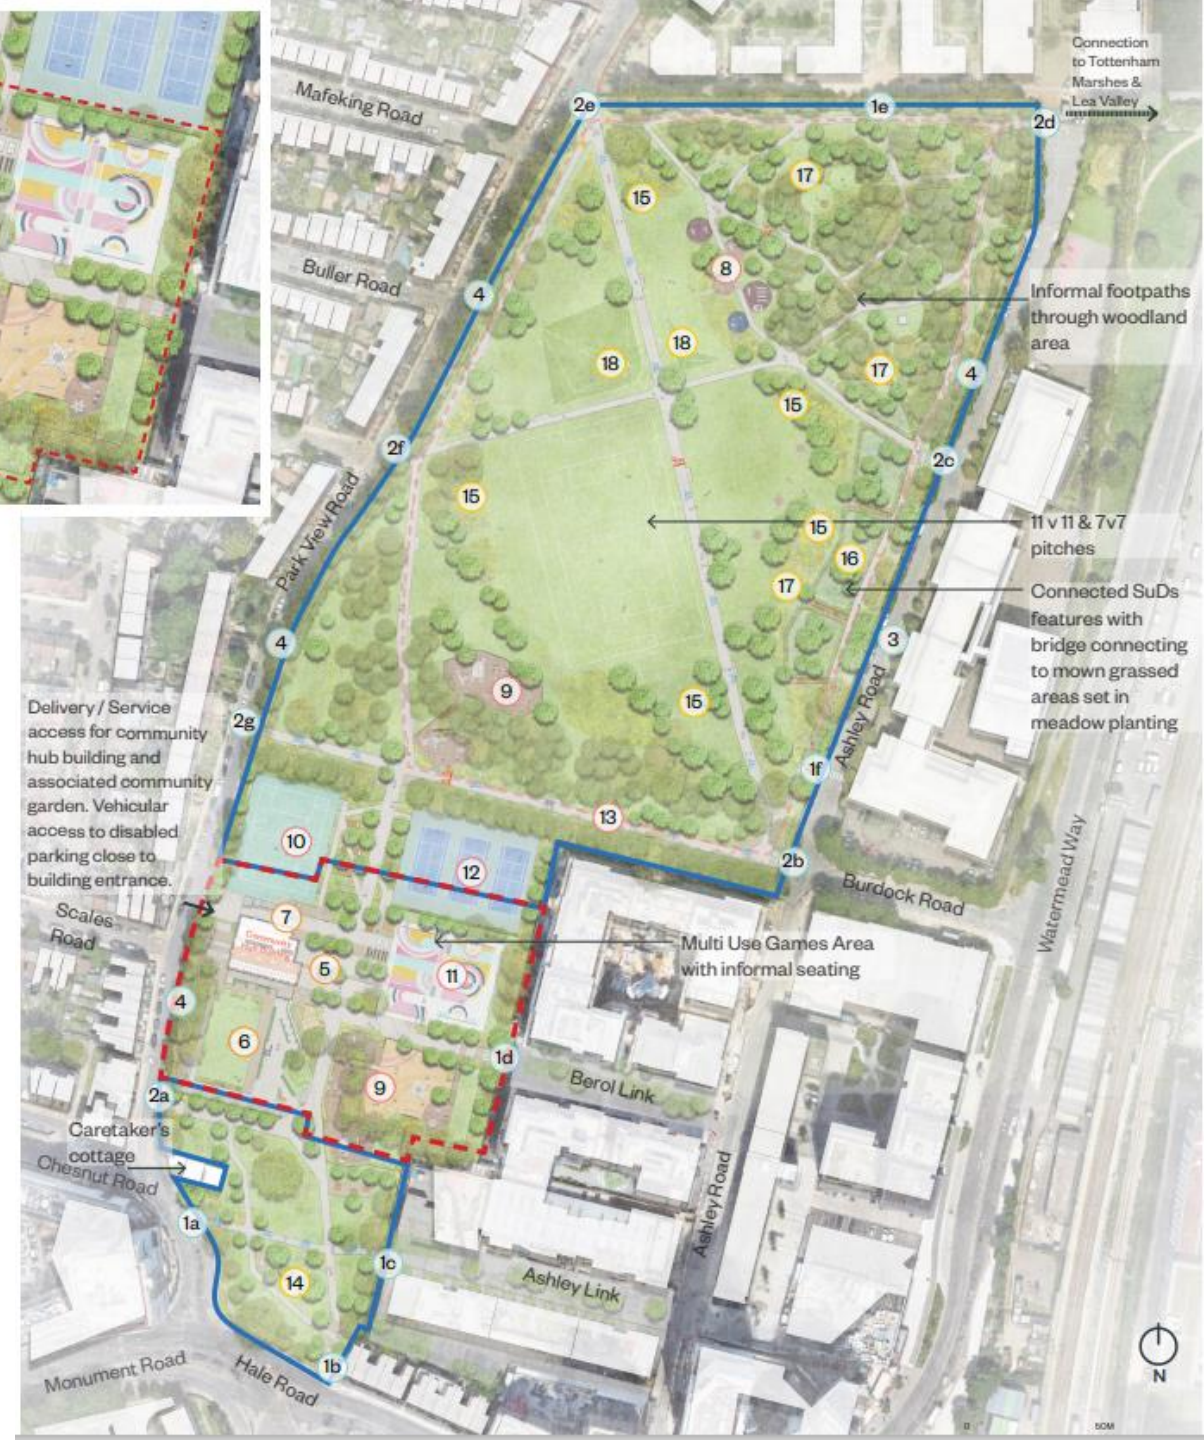 Connection
to Tottenham
Marshes &
Lea Valley
Mafeking Road
2e
1e
2d
17
15
Buller Road
8
4
Informal footpaths
through woodland
area
18
18
17
4
15
2f
2c
15
Park View Road
11 v 11 & 7v7
pitches
15
16
17
Connected SuDs
features with
bridge connecting
to mown grassed
areas set in
meadow planting
4
3
9
15
Ashley Road
Delivery / Service
access for community
hub building and
associated community
garden. Vehicular
access to disabled
parking close to
building entrance.
2g
1f
13
10
12
2b
Burdock Road
Watermead Way
Scales
Road
7
Multi Use Games Area
with informal seating
5
11
4
6
1d
9
Berol Link
2a
Caretaker's
cottage
Chesnut Road
1a
Ashley Road
1c
14
Ashley Link
1b
Monument Road
Hale Road
N
0
50M